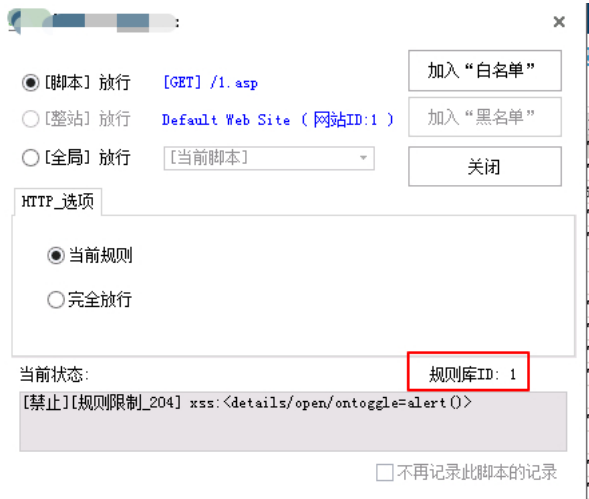 [脚本] 放行 [GET] /1.asp 加入“白名单”
[整站] 放行 Default Web Site ( 网站ID:1 ) 加入“黑名单”
[全局] 放行 [当前脚本] 关闭
HTTP_选项
当前规则
完全放行
当前状态: 规则库ID: 1
[禁止][规则限制_204] xss:<details/open/ontoggle=alert()>
不再记录此脚本的记录